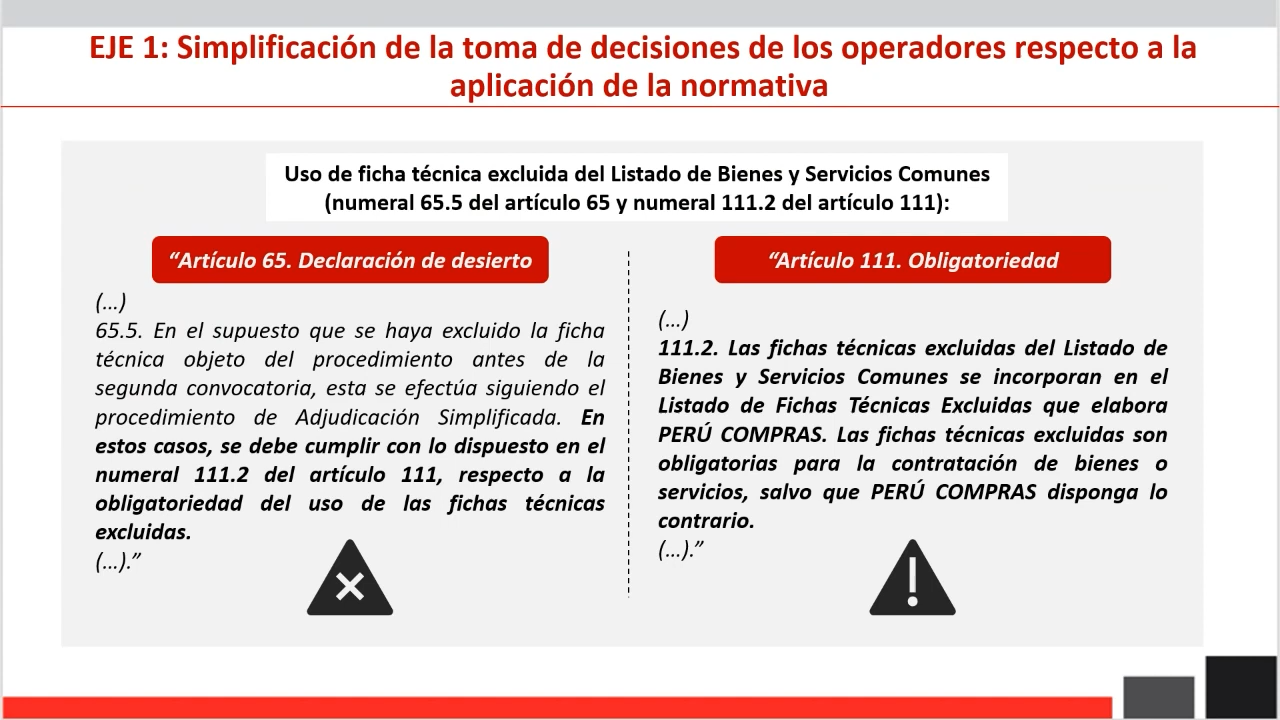 EJE 1: Simplificación de la toma de decisiones de los operadores respecto a la
aplicación de la normativa
Uso de ficha técnica excluida del Listado de Bienes y Servicios Comunes
(numeral 65.5 del artículo 65 y numeral 111.2 del artículo 111):
“Artículo 65. Declaración de desierto
(...)
65.5. En el supuesto que se haya excluido la ficha
técnica objeto del procedimiento antes de la
segunda convocatoria, esta se efectúa siguiendo el
procedimiento de Adjudicación Simplificada. En
estos casos, se debe cumplir con lo dispuesto en el
numeral 111.2 del artículo 111, respecto a la
obligatoriedad del uso de las fichas técnicas
excluidas.
(...).”
“Artículo 111. Obligatoriedad
(...)
111.2. Las fichas técnicas excluidas del Listado de
Bienes y Servicios Comunes se incorporan en el
Listado de Fichas Técnicas Excluidas que elabora
PERÚ COMPRAS. Las fichas técnicas excluidas son
obligatorias para la contratación de bienes o
servicios, salvo que PERÚ COMPRAS disponga lo
contrario.
(...).”